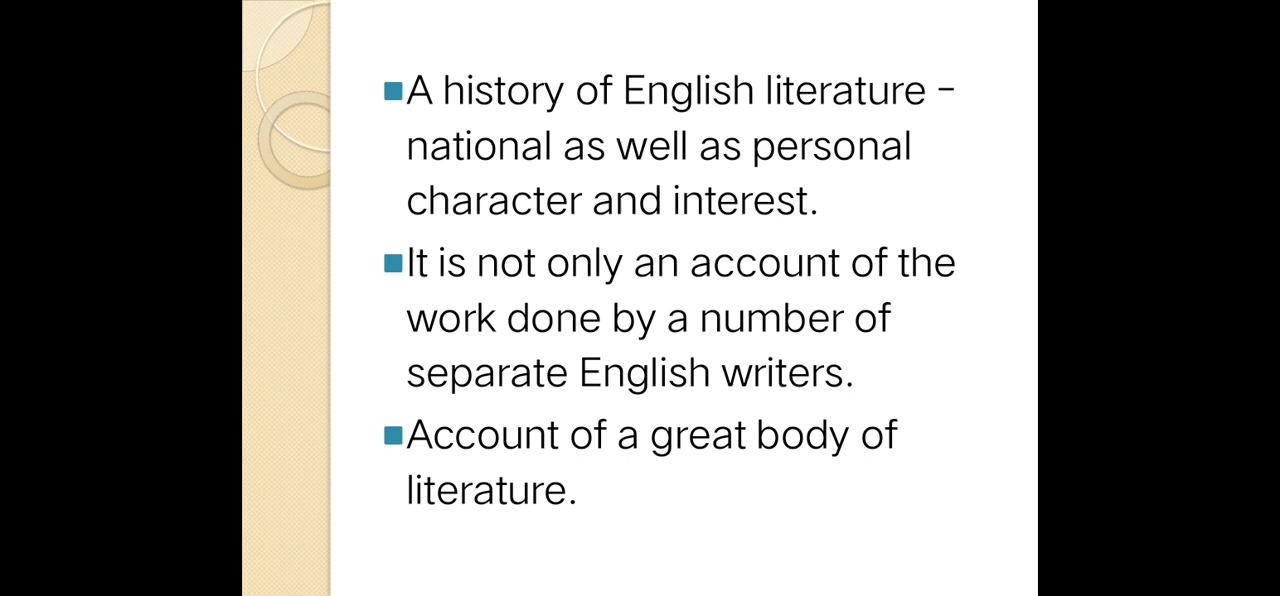 ■A history of English literature –
national as well as personal
character and interest.
■It is not only an account of the
work done by a number of
separate English writers.
■Account of a great body of
literature.